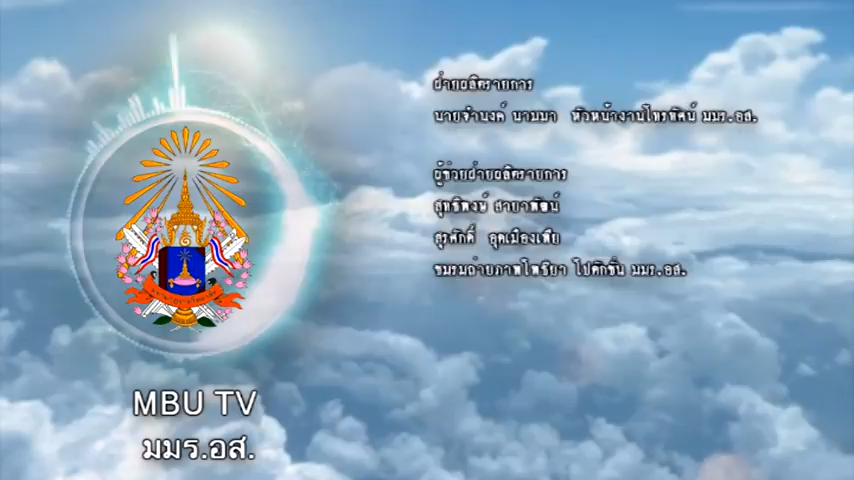 ฝ่ายผลิตรายการ
นายจำนงค์ นามมา หัวหน้างานโทรทัศน์ มมร.อส.
ผู้ช่วยฝ่ายผลิตรายการ
สุทธิพงษ์ สายาพัฒน์
สุรศักดิ์ อุดเมืองเพีย
ชมรมถ่ายภาพโพธิยา โปดักชั่น มมร.อส.
MBU TV
มมร.อส.